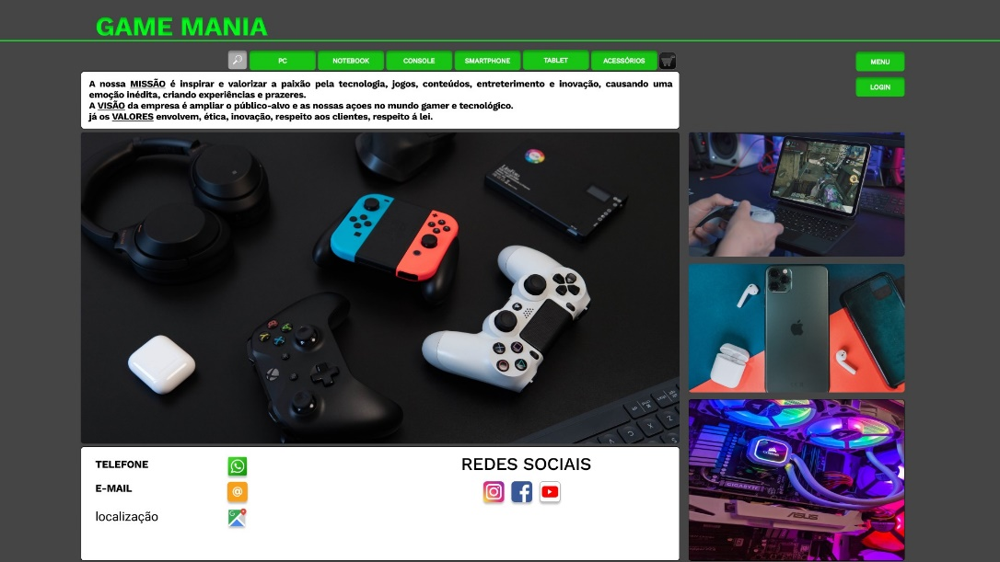 GAME MANIA
PC
NOTEBOOK
CONSOLE
SMARTPHONE
TABLET
ACESSÓRIOS
MENU
LOGIN
A nossa MISSÃO é inspirar e valorizar a paixão pela tecnologia, jogos, conteúdos, entreterimento e inovação, causando uma
emoção inédita, criando experiências e prazeres.
A VISÃO da empresa é ampliar o público-alvo e as nossas açoes no mundo gamer e tecnológico.
já os VALORES envolvem, ética, inovação, respeito aos clientes, respeito á lei.
GIGABYTE
ASUS
TELEFONE
E-MAIL
@
localização
REDES SOCIAIS